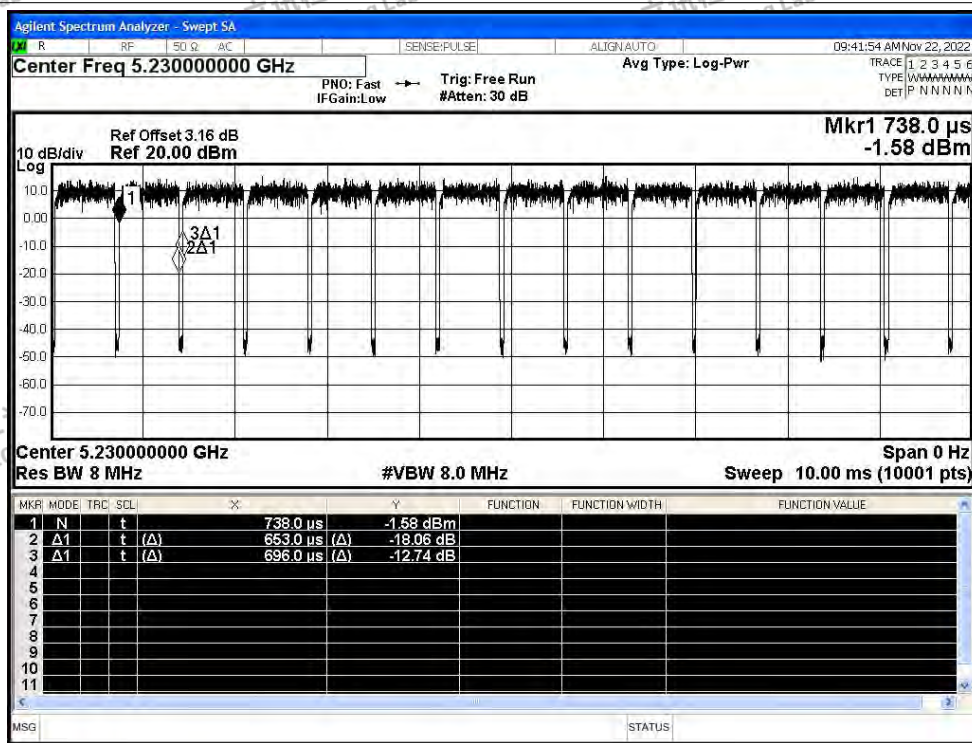 Agilent Spectrum Analyzer - Swept SA
R RF 50 Ω AC SENSE:PULSE ALIGN AUTO 09:41:54 AM Nov 22, 2022
Center Freq 5.230000000 GHz
PNO: Fast
IFGain:Low
Trig: Free Run
#Atten: 30 dB
Avg Type: Log-Pwr
TRACE 1 2 3 4 5 6
TYPE WWWWWW
DET P N N N N N
Mkr1 738.0 µs
-1.58 dBm
Ref Offset 3.16 dB
10 dB/div Ref 20.00 dBm
Log
10.0
0.00
-10.0
-20.0
-30.0
-40.0
-50.0
-60.0
-70.0
1
3Δ1
2Δ1
Center 5.230000000 GHz Span 0 Hz
Res BW 8 MHz #VBW 8.0 MHz Sweep 10.00 ms (10001 pts)
MKR MODE TRC SCL X Y FUNCTION FUNCTION WIDTH FUNCTION VALUE
1 N t 738.0 µs -1.58 dBm
2 Δ1 t (Δ) 653.0 µs (Δ) -18.06 dB
3 Δ1 t (Δ) 696.0 µs (Δ) -12.74 dB
4
5
6
7
8
9
10
11
MSG STATUS